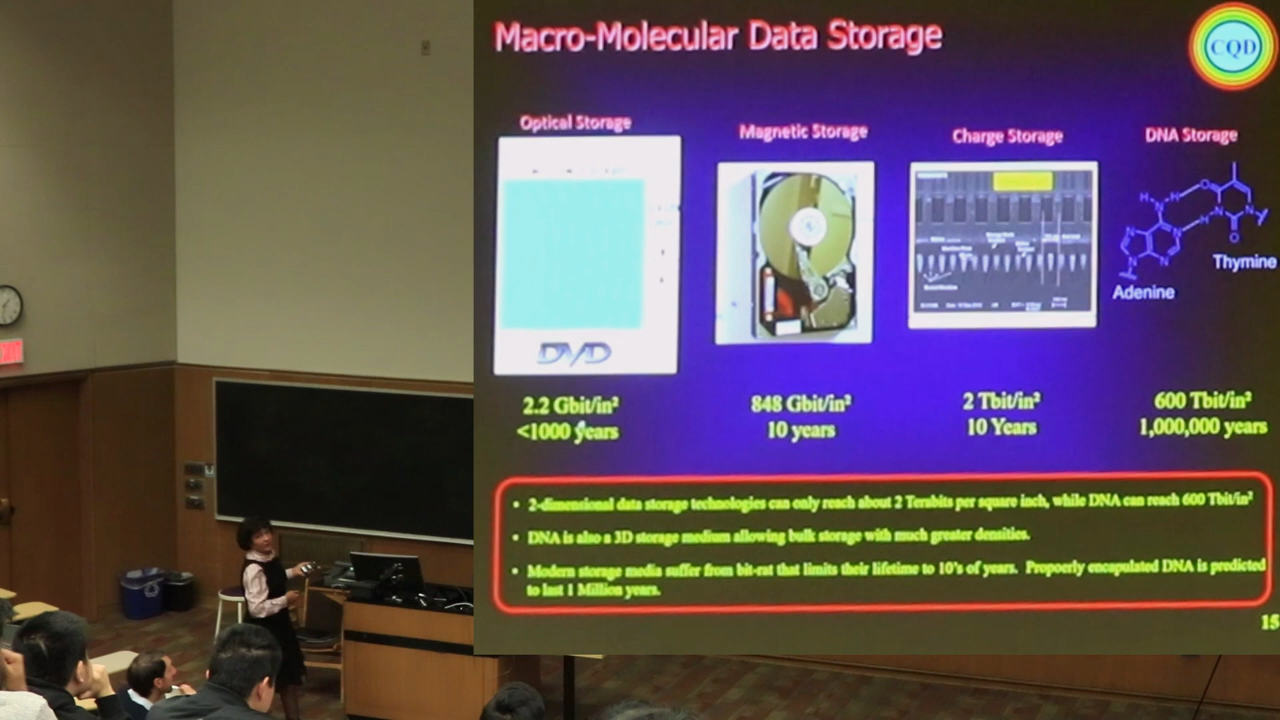 Macro-Molecular Data Storage
CQD
Optical Storage
Magnetic Storage
Charge Storage
DNA Storage
DVD
H
N
H
O
N
N
H
N
O
N
N
N
Thymine
Adenine
2.2 Gbit/in²
<1000 years
848 Gbit/in²
10 years
2 Tbit/in²
10 Years
600 Tbit/in²
1,000,000 years
• 2-dimensional data storage technologies can only reach about 2 Terabits per square inch, while DNA can reach 600 Tbit/in²
• DNA is also a 3D storage medium allowing bulk storage with much greater densities.
• Modern storage media suffer from bit-rat that limits their lifetime to 10's of years. Propoerly encapulated DNA is predicted
to last 1 Million years.
15